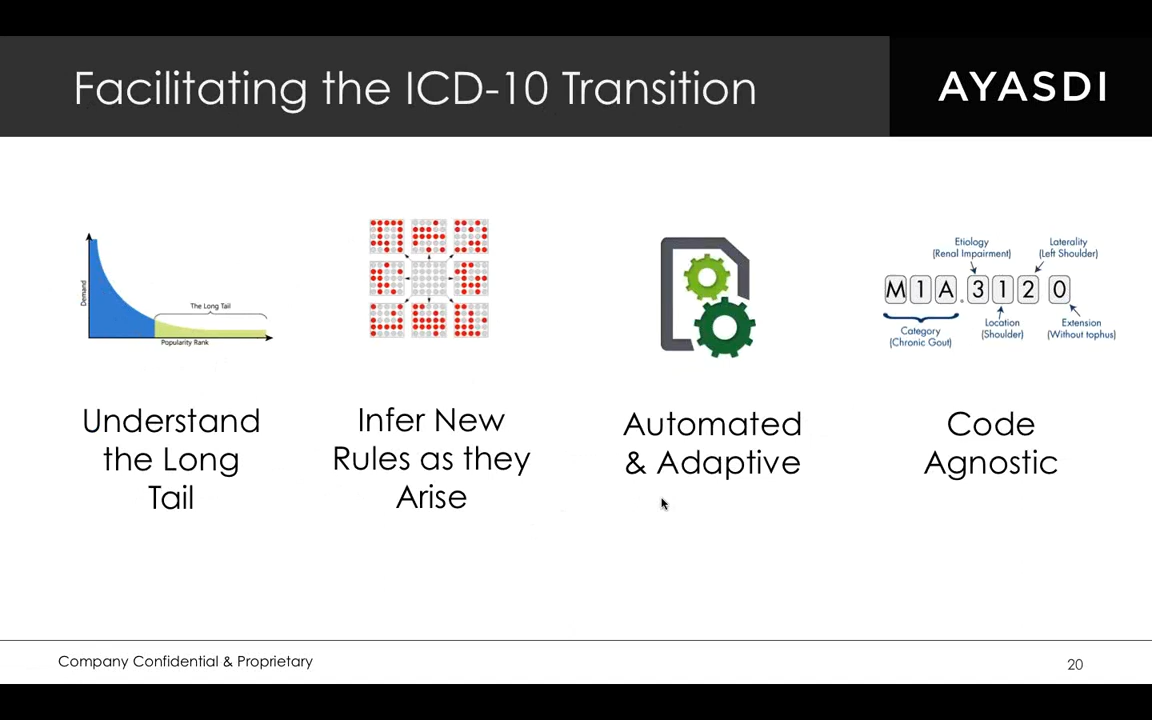 Facilitating the ICD-10 Transition
AYASDI
Demand
The Long Tail
Popularity Rank
Etiology
(Renal Impairment)
Laterality
(Left Shoulder)
M1A.3120
Category
(Chronic Gout)
Location
(Shoulder)
Extension
(Without tophus)
Understand
the Long
Tail
Infer New
Rules as they
Arise
Automated
& Adaptive
Code
Agnostic
Company Confidential & Proprietary
20